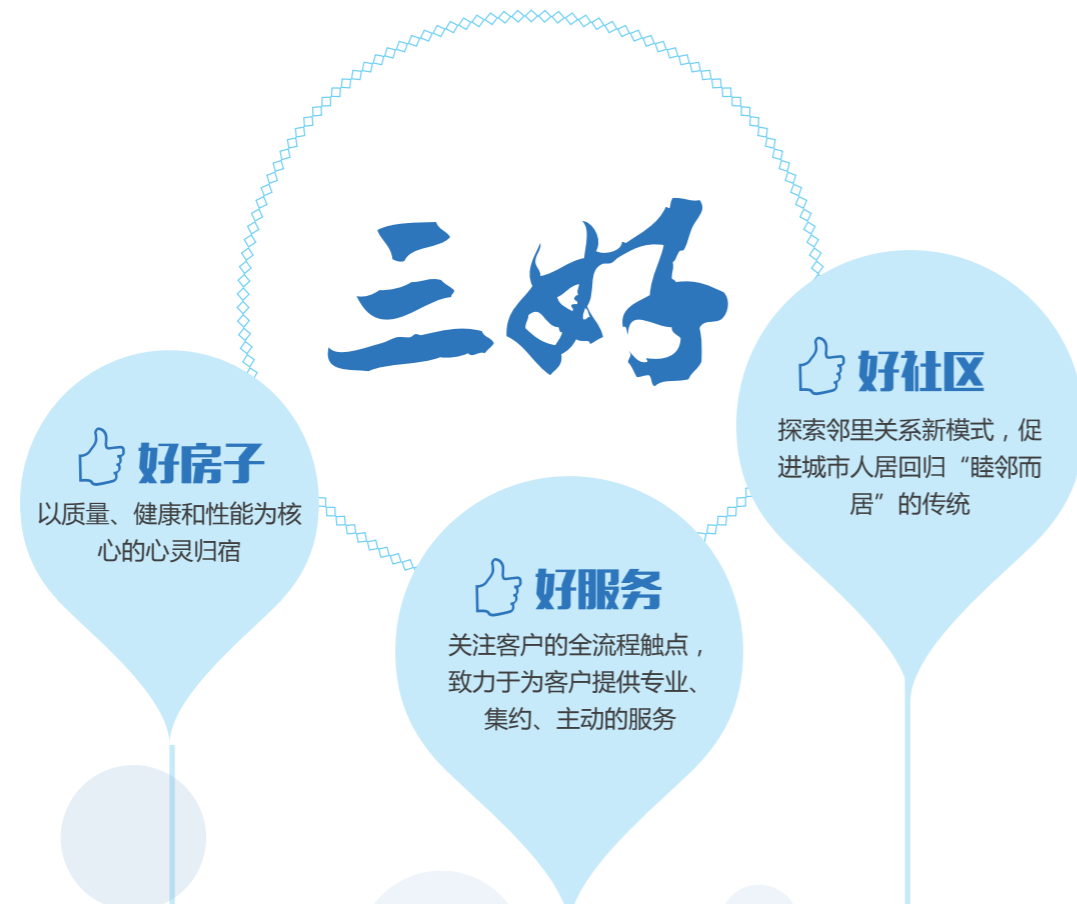 三好
好房子
以质量、健康和性能为核
心的心灵归宿
好服务
关注客户的全流程触点，
致力于为客户提供专业、
集约、主动的服务
好社区
探索邻里关系新模式，促
进城市人居回归“睦邻而
居”的传统